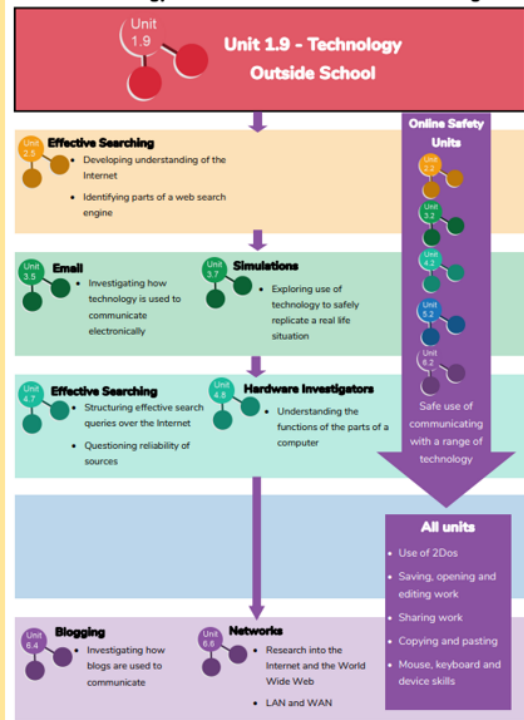 Unit
1.9
Unit 1.9 - Technology
Outside School
Unit
2.5
Effective Searching
• Developing understanding of the
Internet
• Identifying parts of a web search
engine
Unit
3.5
Email
• Investigating how
technology is used to
communicate
electronically
Unit
3.7
Simulations
• Exploring use of
technology to safely
replicate a real life
situation
Unit
4.7
Effective Searching
• Structuring effective search
queries over the Internet
• Questioning reliability of
sources
Unit
4.8
Hardware Investigators
• Understanding the
functions of the parts of a
computer
Unit
6.4
Blogging
• Investigating how
blogs are used to
communicate
Unit
6.6
Networks
• Research into the
Internet and the World
Wide Web
• LAN and WAN
Online Safety
Units
Unit
2.2
Unit
3.2
Unit
4.2
Unit
5.2
Unit
6.2
Safe use of
communicating
with a range of
technology
All units
• Use of 2Dos
• Saving, opening and
editing work
• Sharing work
• Copying and pasting
• Mouse, keyboard and
device skills